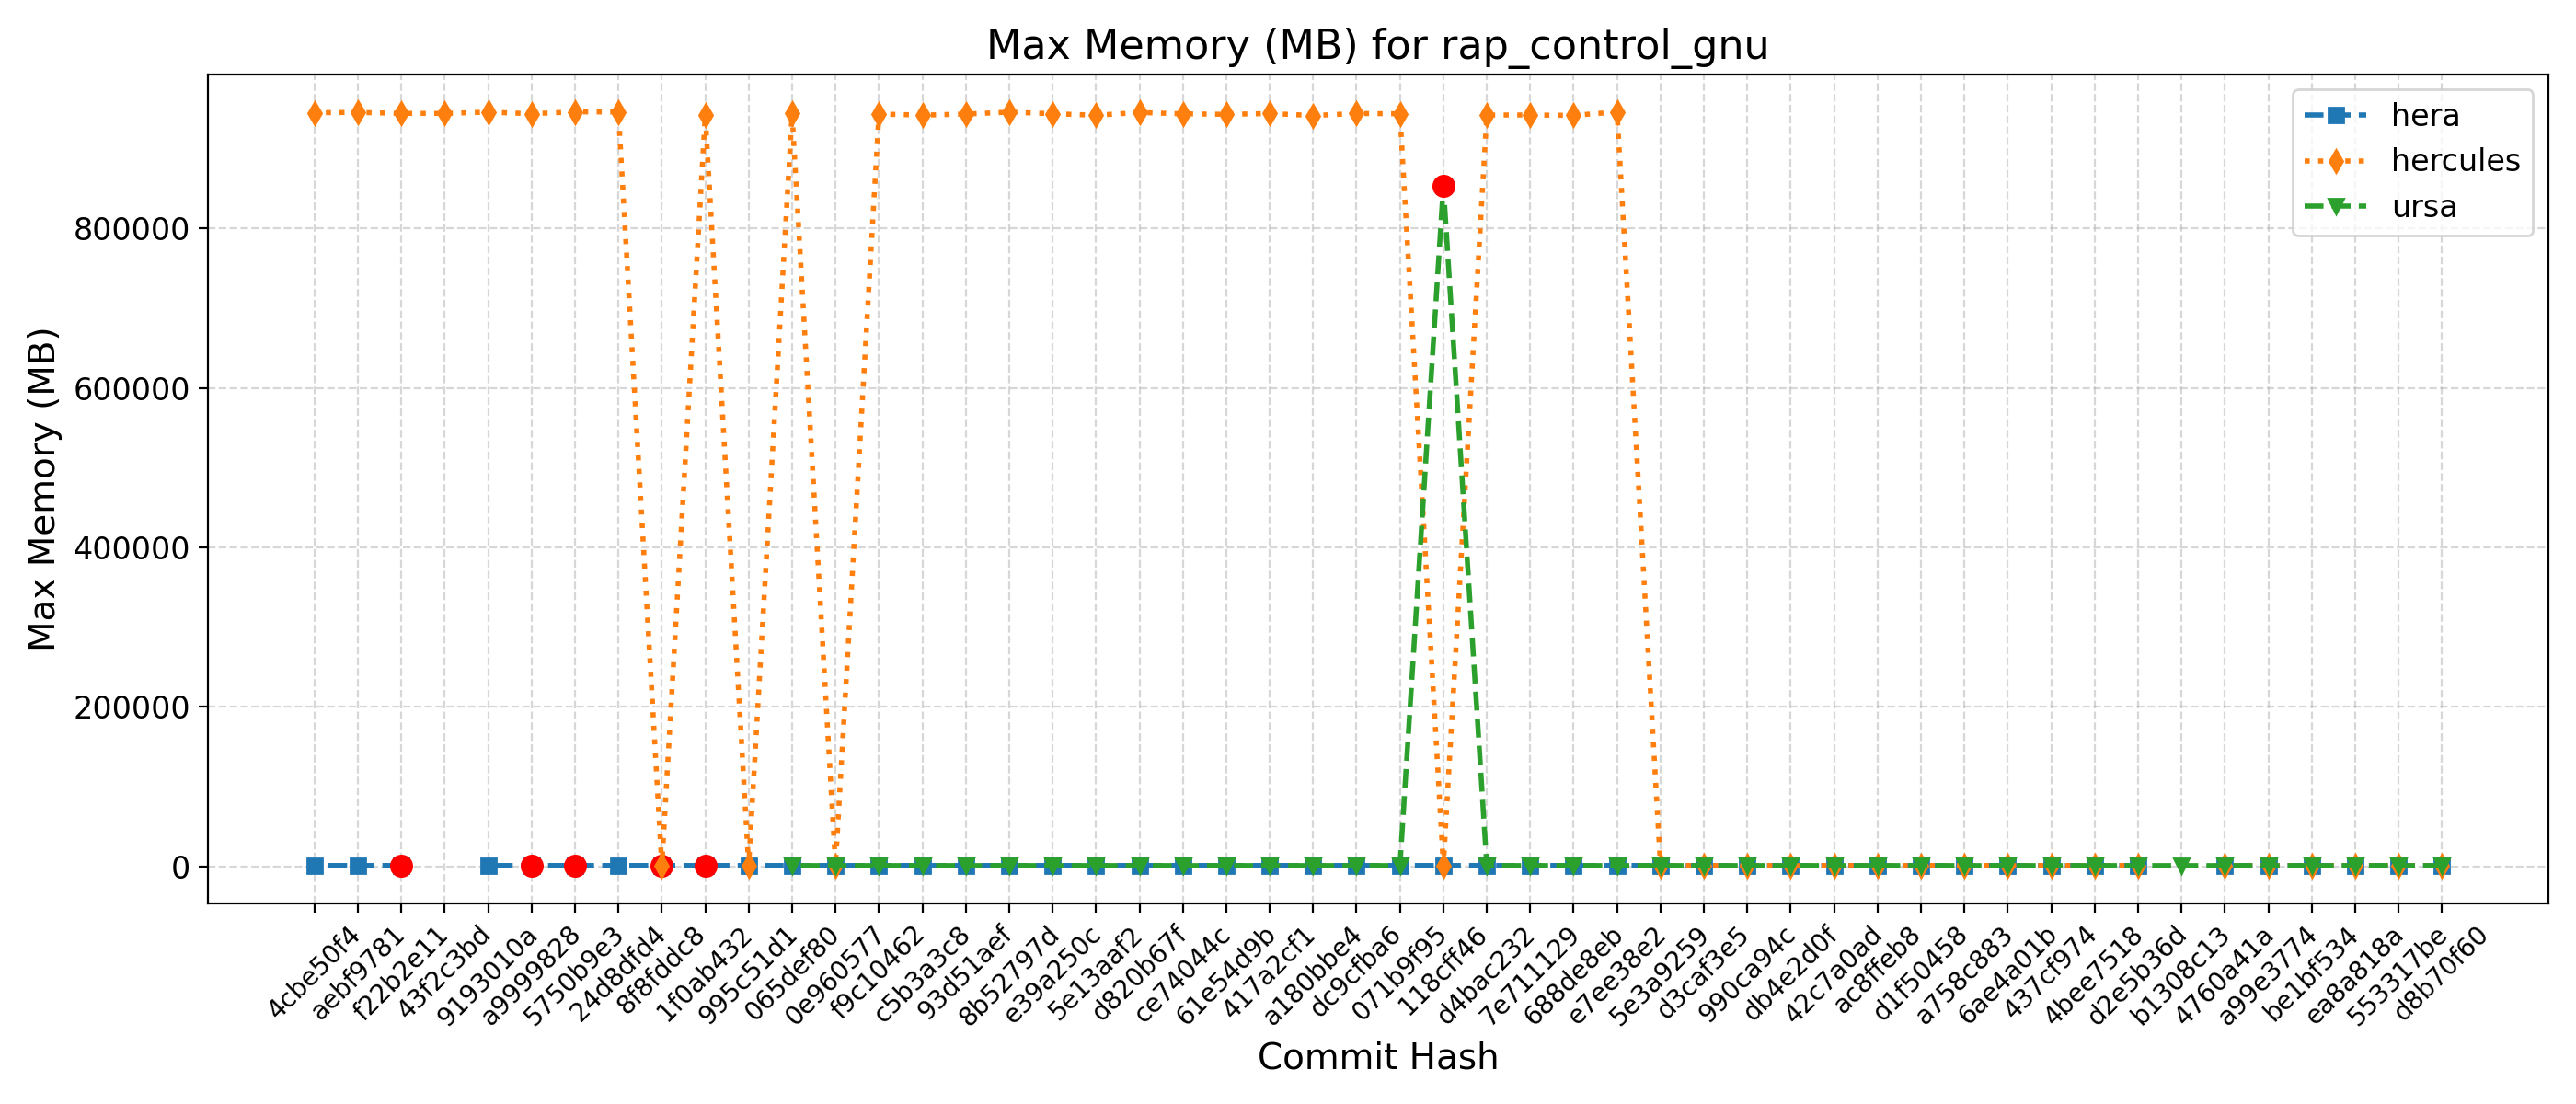 Max Memory (MB) for rap_control_gnu
hera
hercules
ursa
Max Memory (MB)
800000
600000
400000
200000
0
4cbe50f4
aebf9781
f22b2e11
43f2c3bd
9193010a
a9999828
5750b9e3
24d8dfd4
8f8fddc8
1f0ab432
995c51d1
065def80
0e960577
f9c10462
c5b3a3c8
93d51aef
8b52797d
e39a250c
5e13aaf2
d820b67f
ce74044c
61e54d9b
417a2cf1
a180bbe4
dc9cfba6
071b9f95
118cff46
d4bac232
7e711129
688de8eb
e7ee38e2
5e3a9259
d3caf3e5
990ca94c
db4e2d0f
42c7a0ad
ac8ffeb8
d1f50458
a758c883
6ae4a01b
437cf974
4bee7518
d2e5b36d
b1308c13
4760a41a
a99e3774
be1bf534
ea8a818a
553317be
d8b70f60
Commit Hash